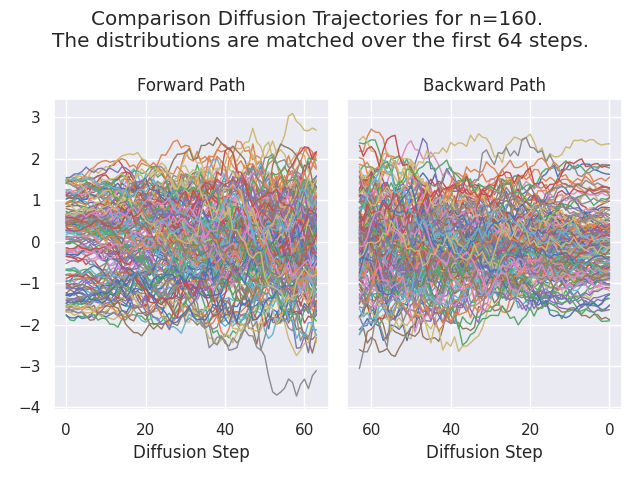 Comparison Diffusion Trajectories for n=160.
The distributions are matched over the first 64 steps.
Forward Path
Backward Path
3
2
1
0
−1
−2
−3
−4
0 20 40 60
60 40 20 0
Diffusion Step
Diffusion Step